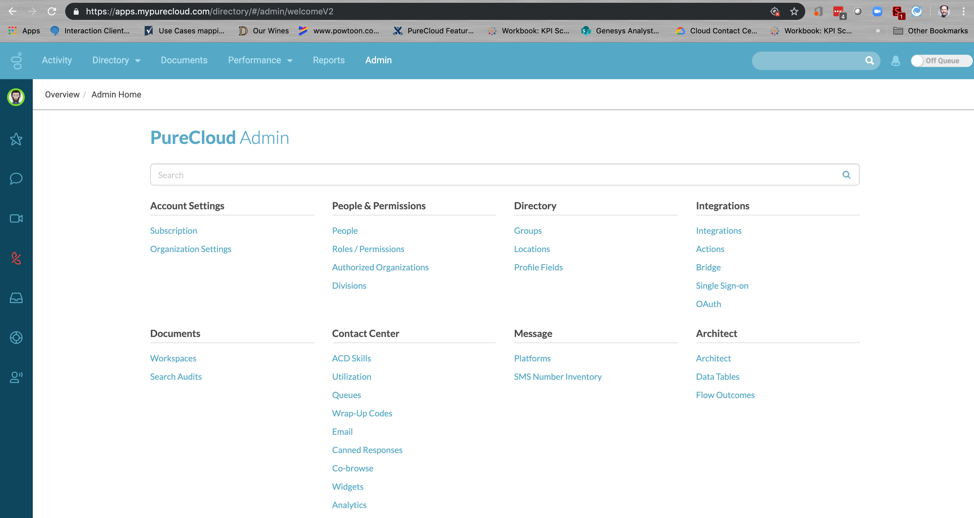 https://apps.mypurecloud.com/directory/#/admin/welcomeV2
4
1
Apps
Interaction Client...
Use Cases mappi...
Our Wines
www.powtoon.co...
PureCloud Featur...
Workbook: KPI Sc...
Genesys Analyst...
Cloud Contact Ce...
Workbook: KPI Sc...
»
Other Bookmarks
Activity
Directory
Documents
Performance
Reports
Admin
Off Queue
Overview / Admin Home
PureCloud Admin
Search
Account Settings
Subscription
Organization Settings
People & Permissions
People
Roles / Permissions
Authorized Organizations
Divisions
Directory
Groups
Locations
Profile Fields
Integrations
Integrations
Actions
Bridge
Single Sign-on
OAuth
Documents
Workspaces
Search Audits
Contact Center
ACD Skills
Utilization
Queues
Wrap-Up Codes
Email
Canned Responses
Co-browse
Widgets
Analytics
Message
Platforms
SMS Number Inventory
Architect
Architect
Data Tables
Flow Outcomes